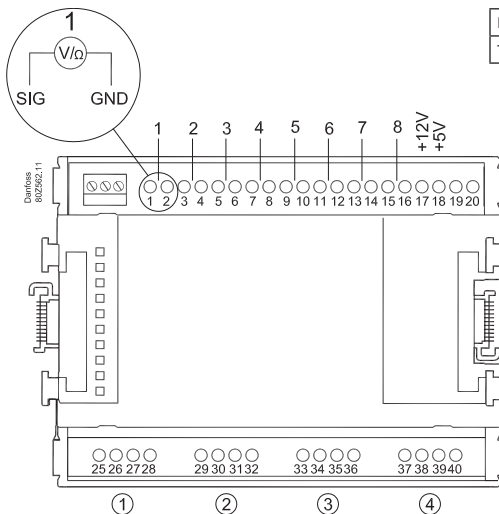 1
V/Ω
SIG GND
1 2 3 4 5 6 7 8 +12V +5V
Danfoss
80Z562.11
1 2 3 4 5 6 7 8 9 10 11 12 13 14 15 16 17 18 19 20
25 26 27 28 29 30 31 32 33 34 35 36 37 38 39 40
1 2 3 4